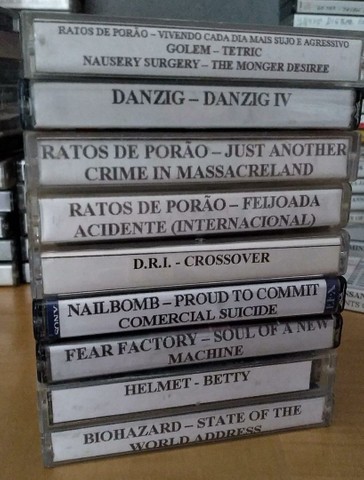 RATOS DE PORÃO – VIVENDO CADA DIA MAIS SUJO E AGRESSIVO
GOLEM – TETRIC
NAUSERY SURGERY – THE MONGER DESIREE
DANZIG – DANZIG IV
RATOS DE PORÃO – JUST ANOTHER
CRIME IN MASSACRELAND
RATOS DE PORÃO – FEIJOADA
ACIDENTE (INTERNACIONAL)
D.R.I. - CROSSOVER
NAILBOMB – PROUD TO COMMIT
COMERCIAL SUICIDE
FEAR FACTORY – SOUL OF A NEW
MACHINE
HELMET - BETTY
BIOHAZARD – STATE OF THE
WORLD ADDRESS